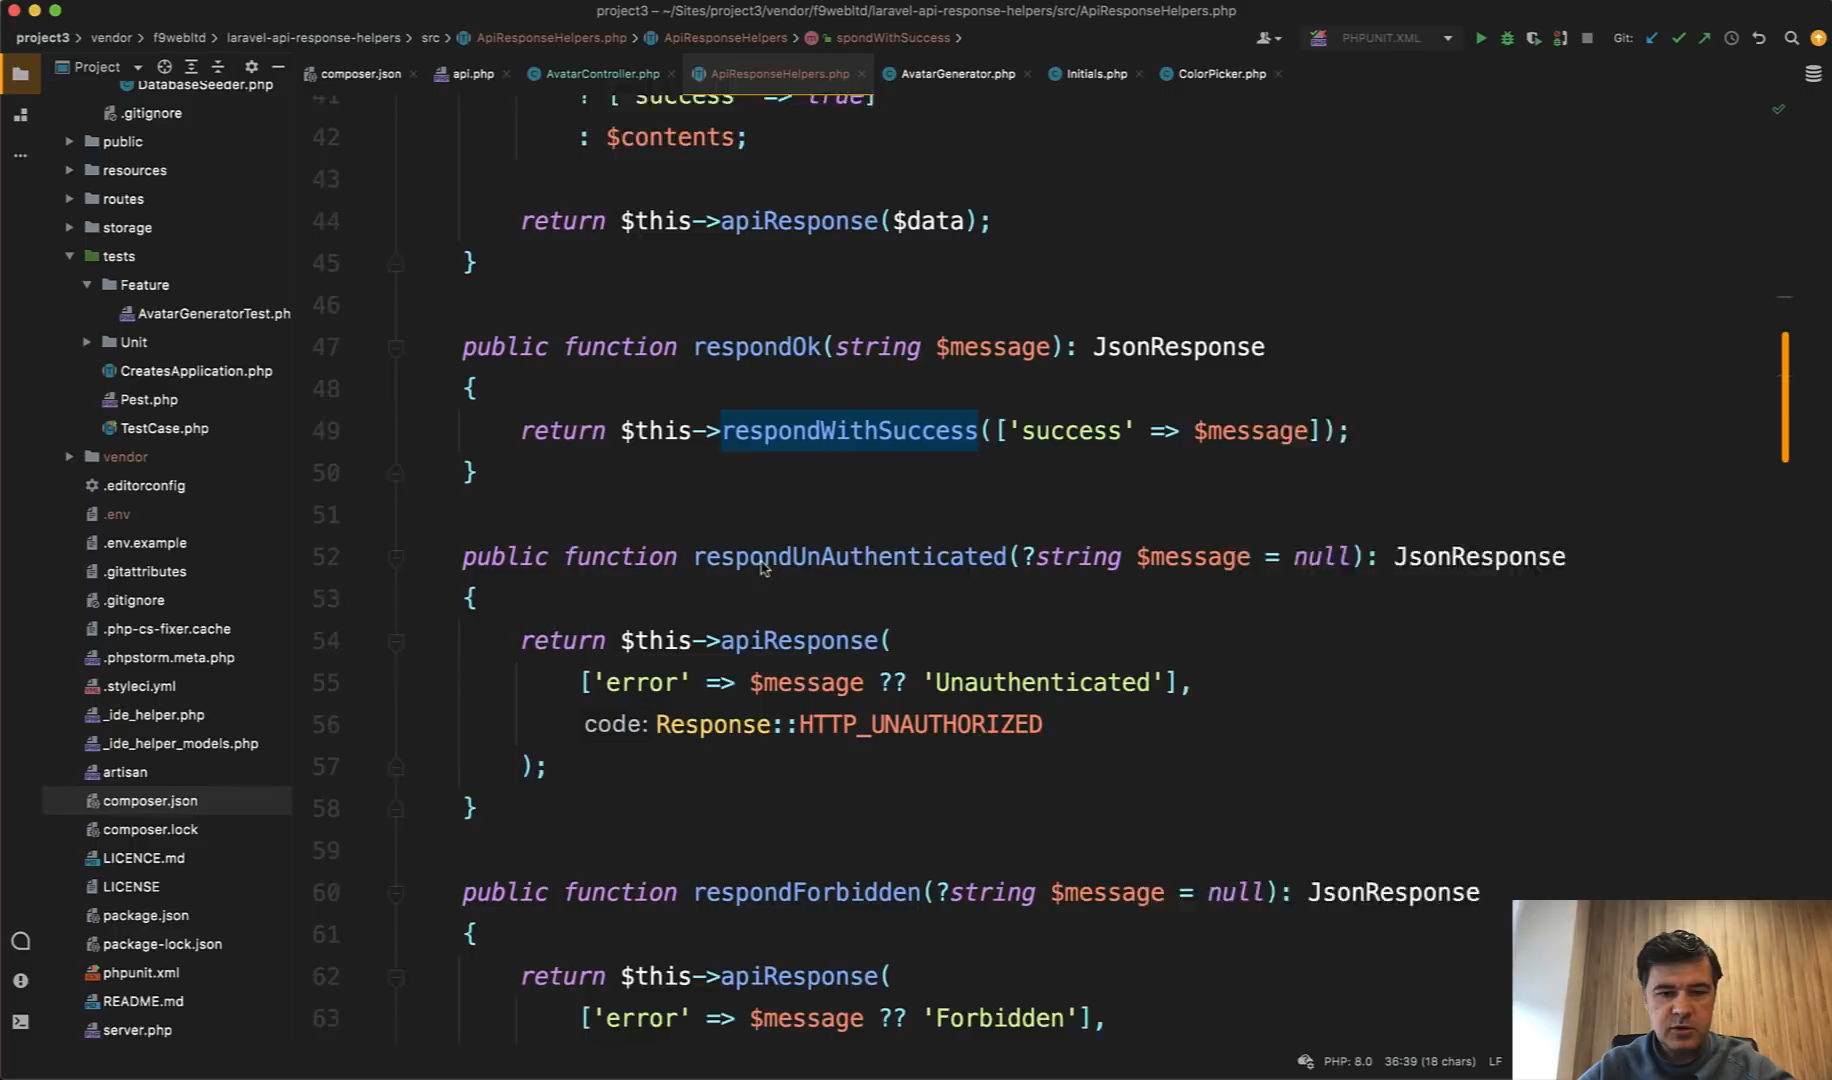 project3 – ~/Sites/project3/vendor/f9webltd/laravel-api-response-helpers/src/ApiResponseHelpers.php
project3 > vendor > f9webltd > laravel-api-response-helpers > src > ApiResponseHelpers.php > ApiResponseHelpers > spondWithSuccess >
PHPUNIT.XML
Git:
Project
composer.json
api.php
AvatarController.php
ApiResponseHelpers.php
AvatarGenerator.php
Initials.php
ColorPicker.php
DatabaseSeeder.php
.gitignore
public
resources
routes
storage
tests
Feature
AvatarGeneratorTest.ph
Unit
CreatesApplication.php
Pest.php
TestCase.php
vendor
.editorconfig
.env
.env.example
.gitattributes
.gitignore
.php-cs-fixer.cache
.phpstorm.meta.php
.styleci.yml
_ide_helper.php
_ide_helper_models.php
artisan
composer.json
composer.lock
LICENCE.md
LICENSE
package.json
package-lock.json
phpunit.xml
README.md
server.php
41 : ['success' => true]
42 : $contents;
43
44 return $this->apiResponse($data);
45 }
46
47 public function respondOk(string $message): JsonResponse
48 {
49 return $this->respondWithSuccess(['success' => $message]);
50 }
51
52 public function respondUnAuthenticated(?string $message = null): JsonResponse
53 {
54 return $this->apiResponse(
55 ['error' => $message ?? 'Unauthenticated'],
56 code: Response::HTTP_UNAUTHORIZED
57 );
58 }
59
60 public function respondForbidden(?string $message = null): JsonResponse
61 {
62 return $this->apiResponse(
63 ['error' => $message ?? 'Forbidden'],
PHP: 8.0 36:39 (18 chars) LF